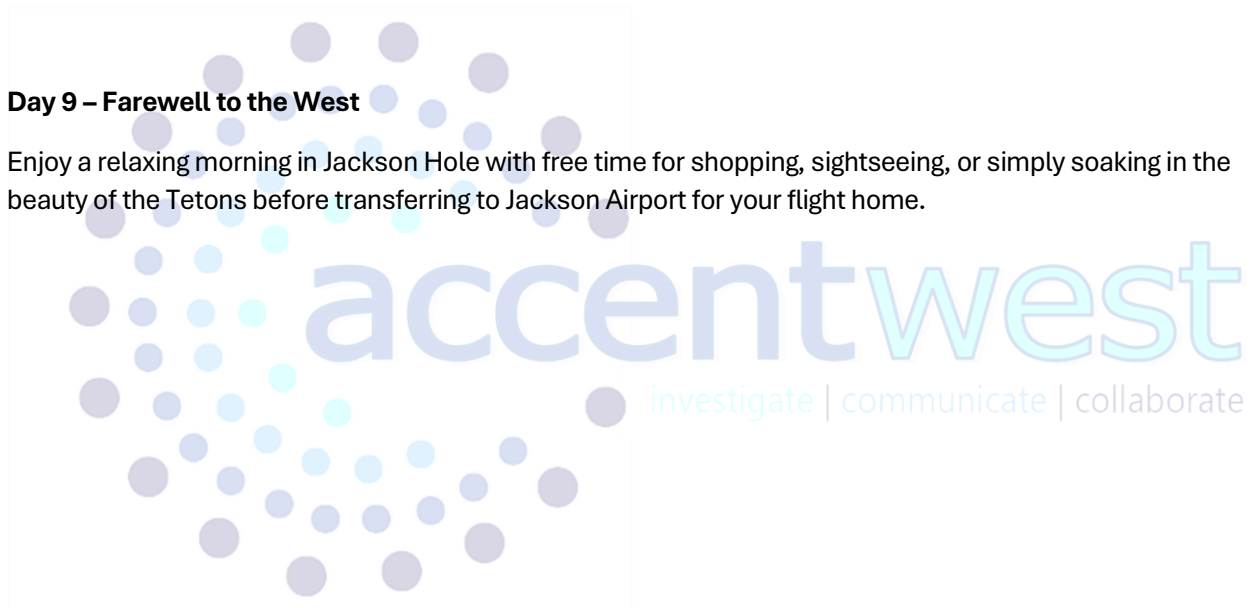 Day 9 – Farewell to the West
Enjoy a relaxing morning in Jackson Hole with free time for shopping, sightseeing, or simply soaking in the
beauty of the Tetons before transferring to Jackson Airport for your flight home.
accentwest
investigate | communicate | collaborate